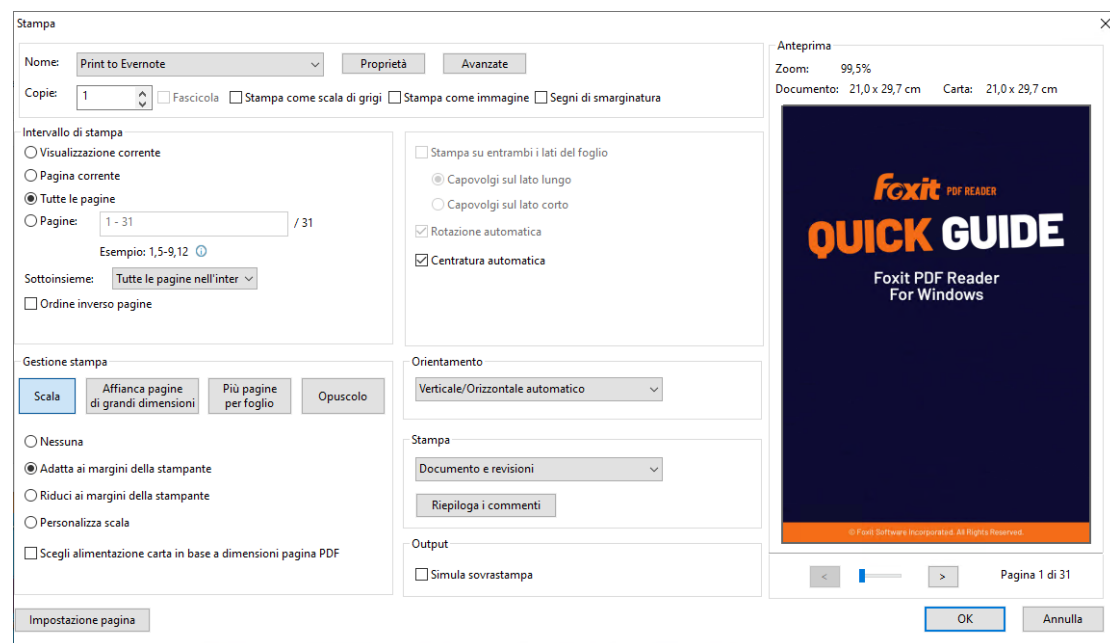 Stampa
Nome: Print to Evernote Proprietà Avanzate
Copie: 1 Fascicola Stampa come scala di grigi Stampa come immagine Segni di smarginatura
Intervallo di stampa
Visualizzazione corrente
Pagina corrente
Tutte le pagine
Pagine: 1 - 31 / 31
Esempio: 1,5-9,12
Sottoinsieme: Tutte le pagine nell'inter
Ordine inverso pagine
Stampa su entrambi i lati del foglio
Capovolgi sul lato lungo
Capovolgi sul lato corto
Rotazione automatica
Centratura automatica
Gestione stampa
Scala
Affianca pagine
di grandi dimensioni
Più pagine
per foglio
Opuscolo
Nessuna
Adatta ai margini della stampante
Riduci ai margini della stampante
Personalizza scala
Scegli alimentazione carta in base a dimensioni pagina PDF
Orientamento
Verticale/Orizzontale automatico
Stampa
Documento e revisioni
Riepiloga i commenti
Output
Simula sovrastampa
Anteprima
Zoom: 99,5%
Documento: 21,0 x 29,7 cm Carta: 21,0 x 29,7 cm
Foxit PDF READER
QUICK GUIDE
Foxit PDF Reader
For Windows
© Foxit Software Incorporated. All Rights Reserved.
< > Pagina 1 di 31
Impostazione pagina
OK Annulla